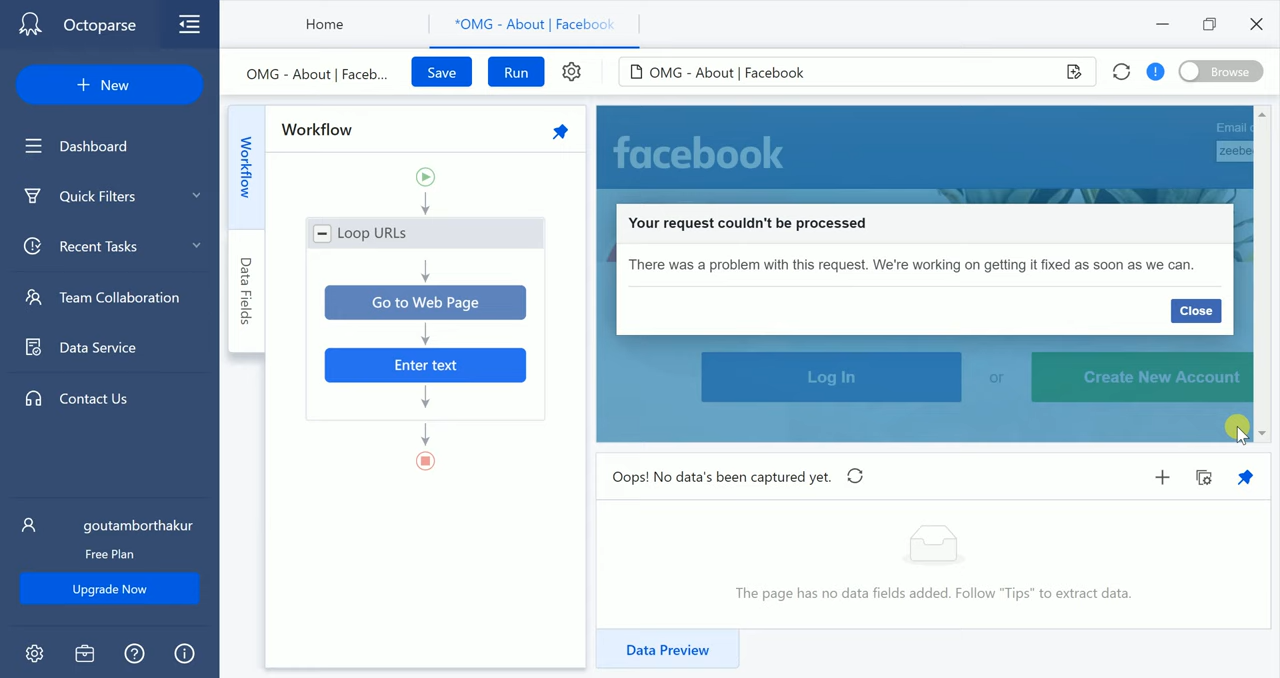 Octoparse
Home
*OMG - About | Facebook
OMG - About | Faceb...
Save
Run
OMG - About | Facebook
Browse
New
Dashboard
Quick Filters
Recent Tasks
Team Collaboration
Data Service
Contact Us
goutamborthakur
Free Plan
Upgrade Now
Workflow
Data Fields
Workflow
Loop URLs
Go to Web Page
Enter text
facebook
Email
zeebe
Your request couldn't be processed
There was a problem with this request. We're working on getting it fixed as soon as we can.
Close
Log In
or
Create New Account
Oops! No data's been captured yet.
The page has no data fields added. Follow "Tips" to extract data.
Data Preview